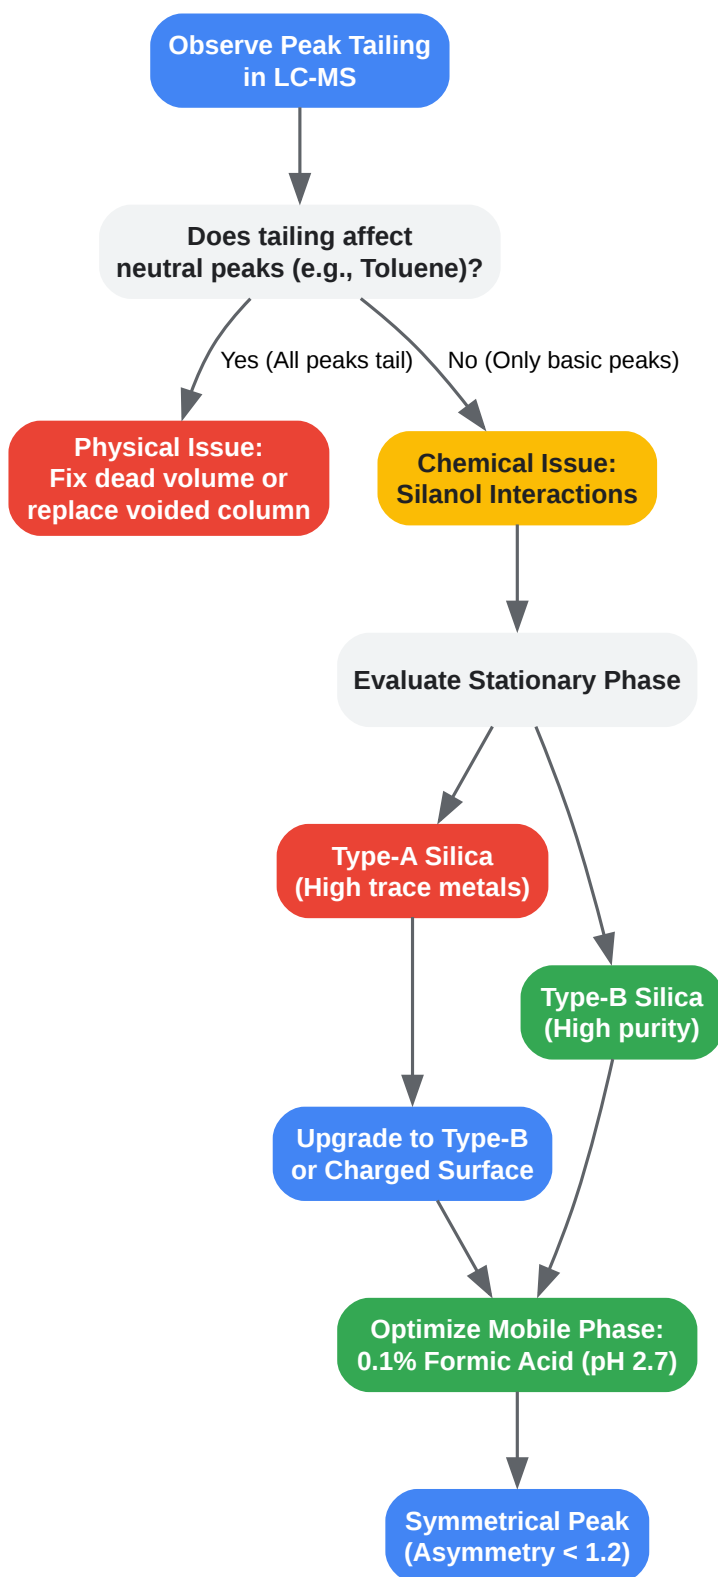 Observe Peak Tailing
in LC-MS
Does tailing affect
neutral peaks (e.g., Toluene)?
Yes (All peaks tail)
No (Only basic peaks)
Physical Issue:
Fix dead volume or
replace voided column
Chemical Issue:
Silanol Interactions
Evaluate Stationary Phase
Type-A Silica
(High trace metals)
Type-B Silica
(High purity)
Upgrade to Type-B
or Charged Surface
Optimize Mobile Phase:
0.1% Formic Acid (pH 2.7)
Symmetrical Peak
(Asymmetry < 1.2)